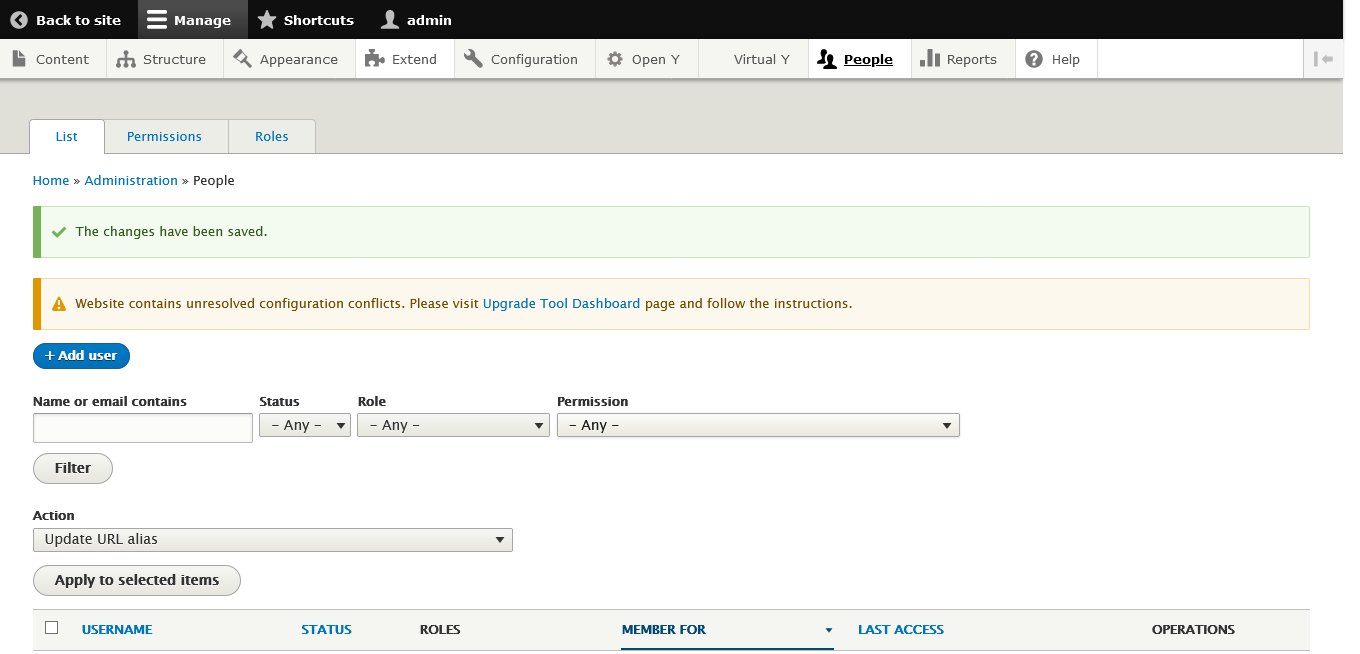 Back to site Manage Shortcuts admin
Content Structure Appearance Extend Configuration Open Y Virtual Y People Reports Help
List Permissions Roles
Home » Administration » People
The changes have been saved.
Website contains unresolved configuration conflicts. Please visit Upgrade Tool Dashboard page and follow the instructions.
+ Add user
Name or email contains Status Role Permission
- Any - - Any - - Any -
Filter
Action
Update URL alias
Apply to selected items
USERNAME STATUS ROLES MEMBER FOR LAST ACCESS OPERATIONS